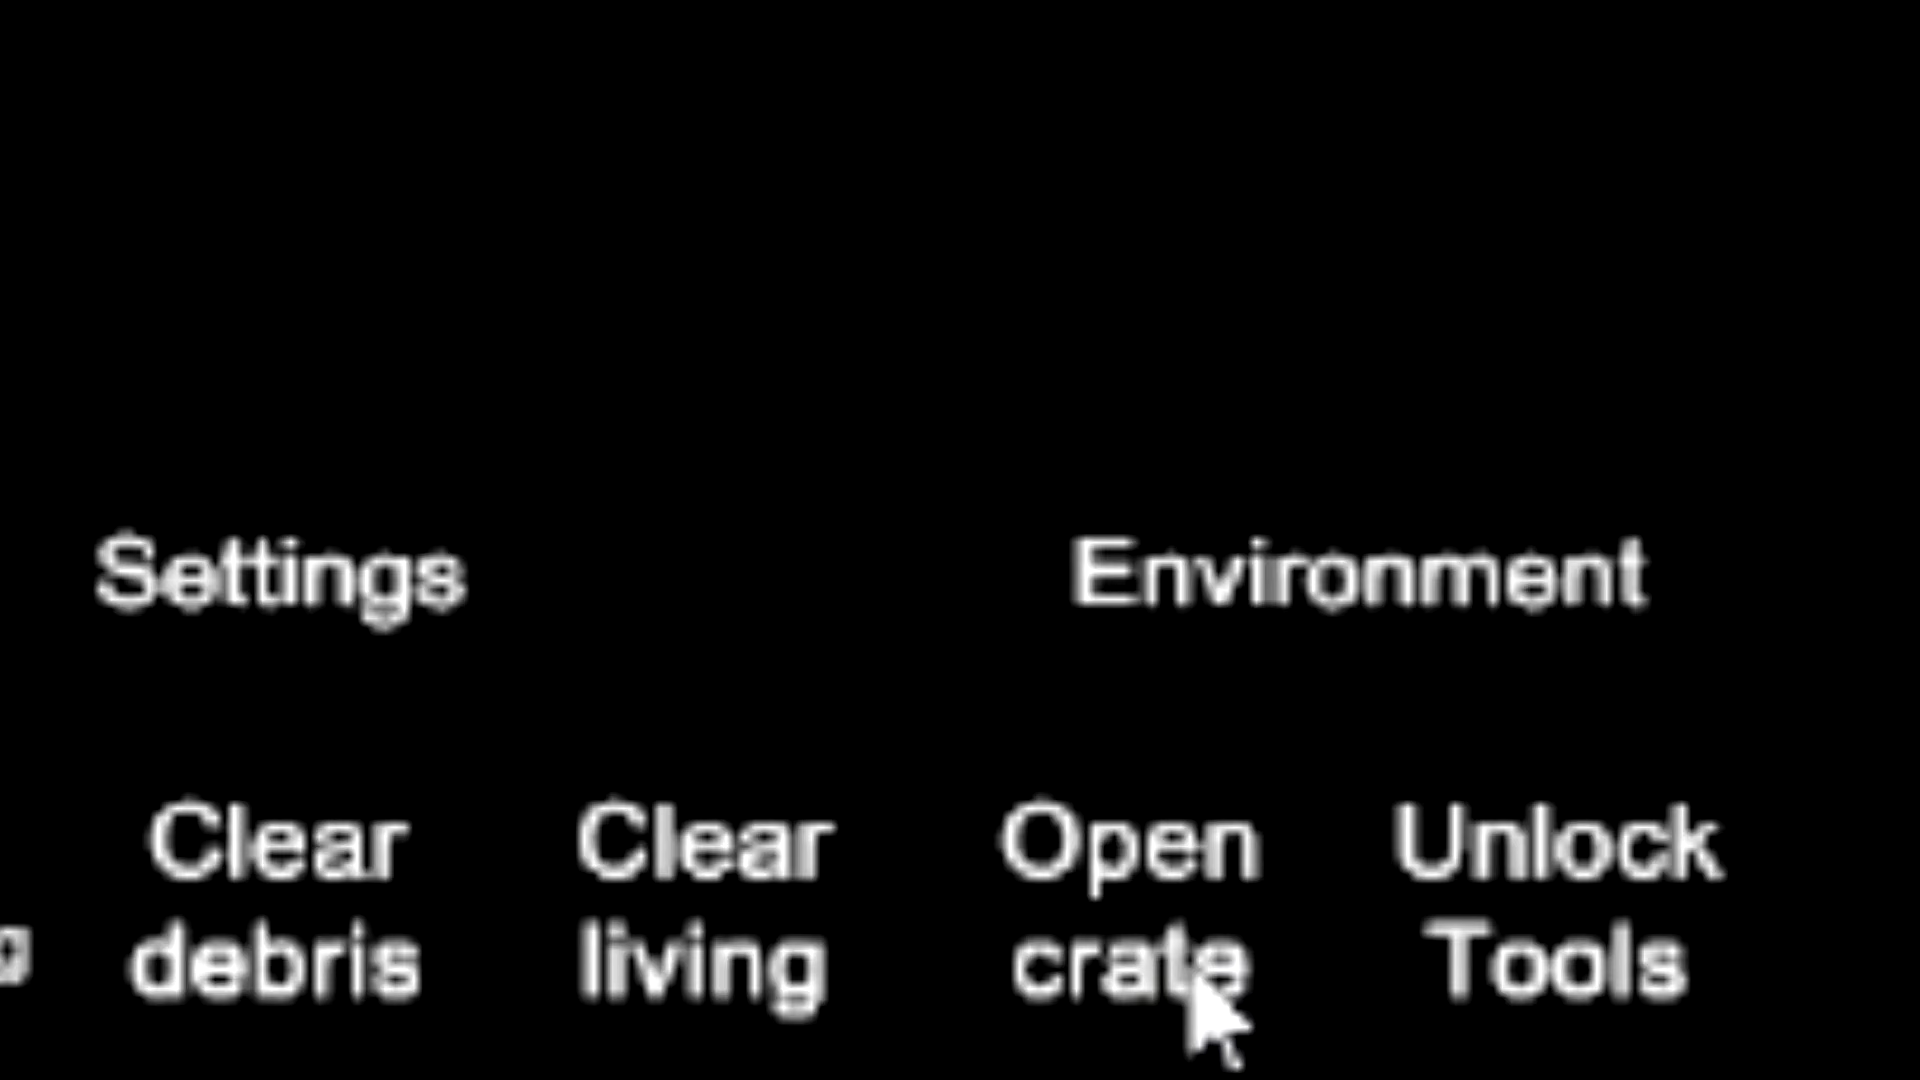 Settings Environment
Clear Clear Open Unlock
g debris living crate Tools